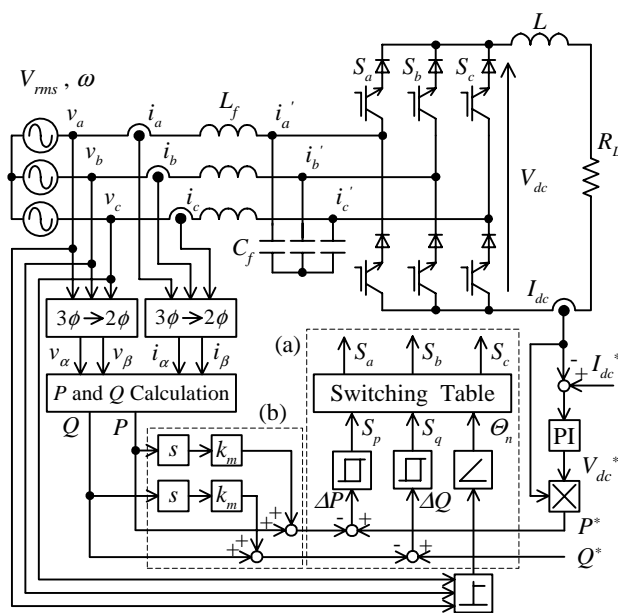 L
S_a S_b S_c
V_rms , ω
v_a i_a L_f i_a'
v_b i_b i_b'
v_c i_c i_c'
R_L
V_dc
C_f
I_dc
3ϕ→2ϕ 3ϕ→2ϕ
(a)
v_α v_β i_α i_β
S_a S_b S_c
- + I_dc^*
P and Q Calculation
Switching Table
(b)
Q P
S_p S_q Θ_n
PI
s k_m
V_dc^*
s k_m
ΔP ΔQ
+ + - + P^*
+ + - + Q^*